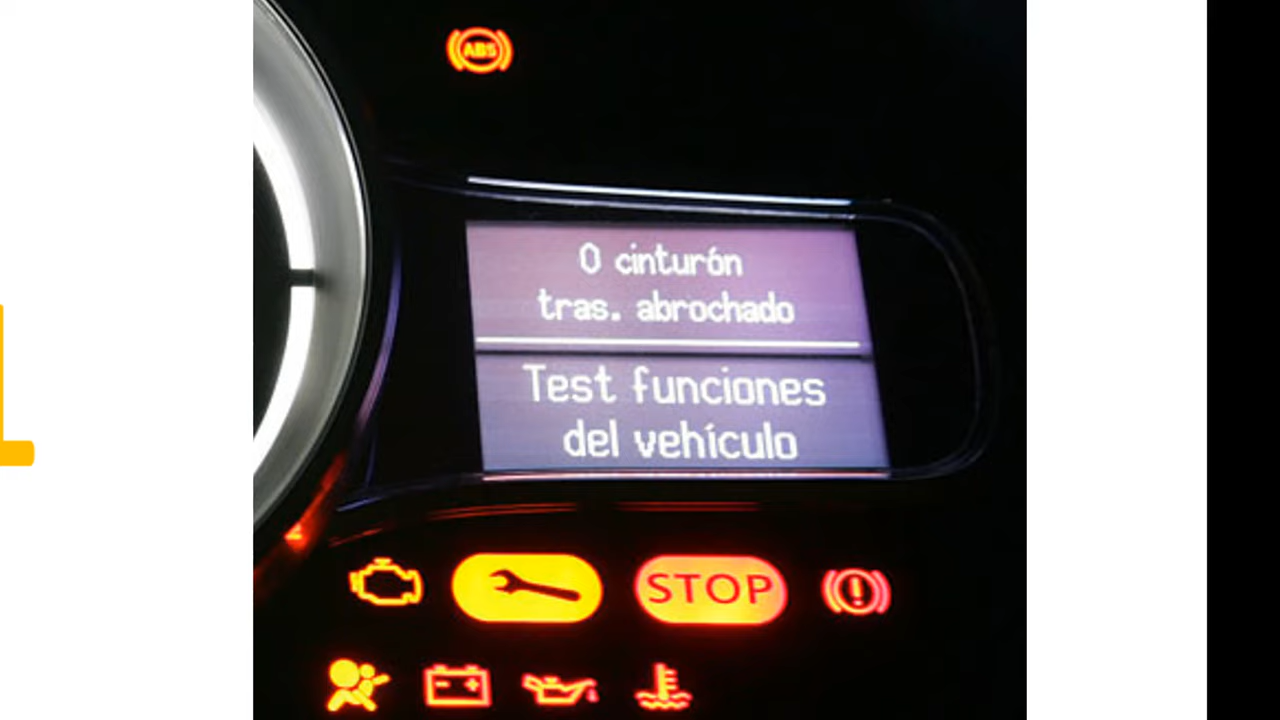 ABS
0 cinturón
tras. abrochado
Test funciones
del vehículo
STOP